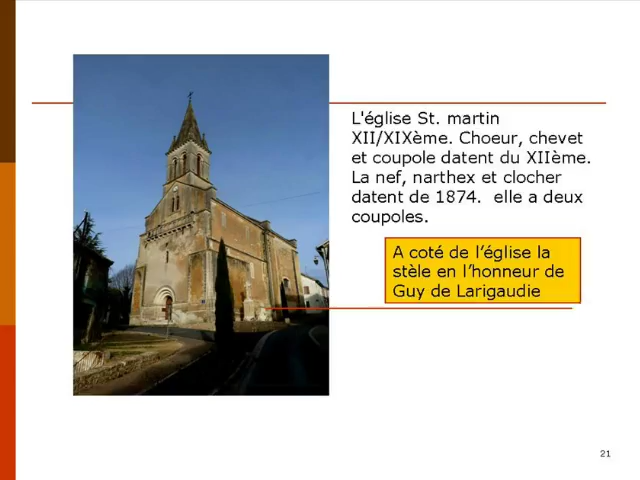 L'église St. martin
XII/XIXème. Choeur, chevet
et coupole datent du XIIème.
La nef, narthex et clocher
datent de 1874. elle a deux
coupoles.
A coté de l’église la
stèle en l’honneur de
Guy de Larigaudie
21